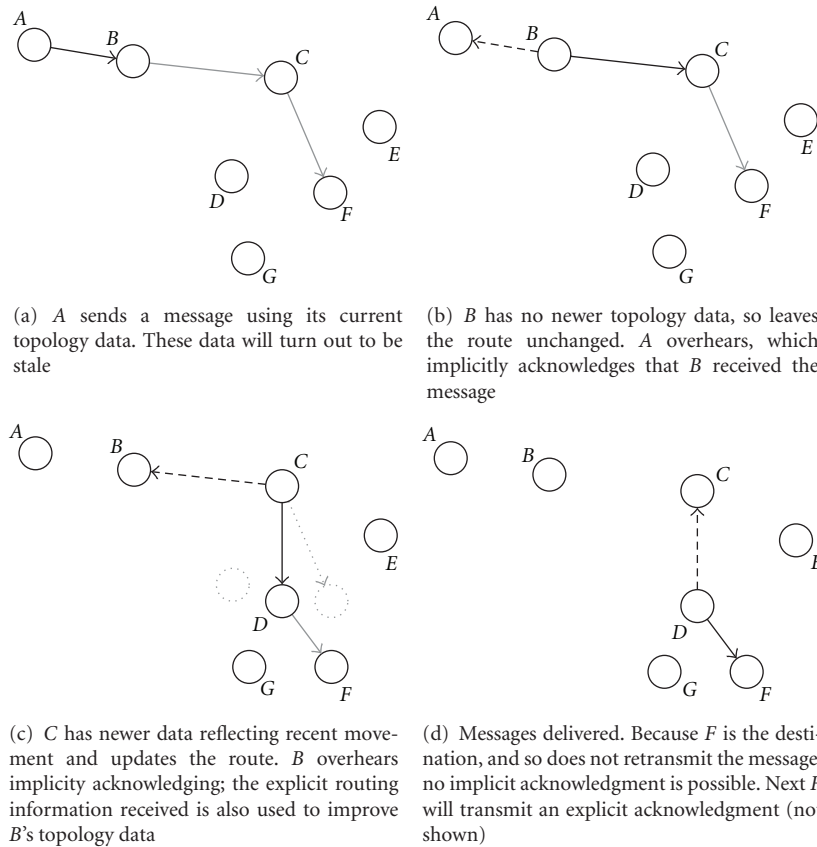 A
B
C
E
D
F
G
A
B
C
E
D
F
G
(a) A sends a message using its current
topology data. These data will turn out to be
stale
(b) B has no newer topology data, so leaves
the route unchanged. A overhears, which
implicitly acknowledges that B received the
message
A
B
C
E
D
G
F
A
B
C
D
G
F
(c) C has newer data reflecting recent move-
ment and updates the route. B overhears
implicity acknowledging; the explicit routing
information received is also used to improve
B's topology data
(d) Messages delivered. Because F is the desti-
nation, and so does not retransmit the message
no implicit acknowledgment is possible. Next
will transmit an explicit acknowledgment
shown)